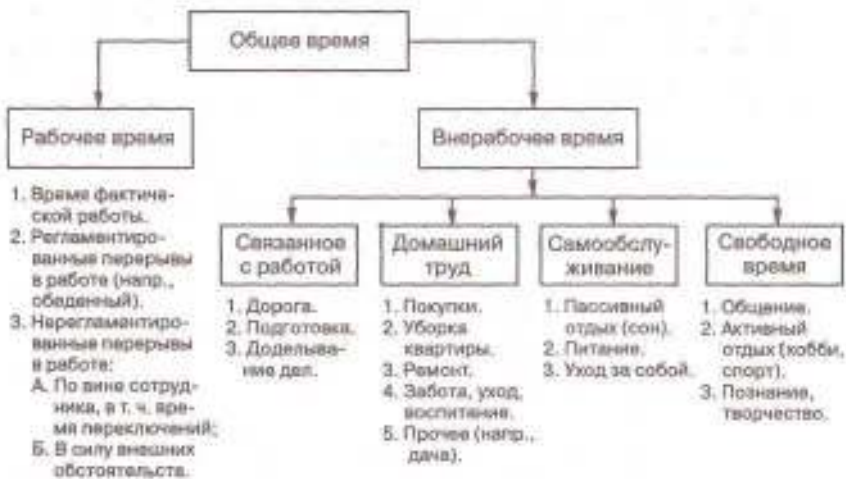 Общее время
Рабочее время
1. Время фактиче-
ской работы.
2. Регламентиро-
ванные перерывы
в работе (напр.,
обеденный).
3. Нерегламентиро-
ванные перерывы
в работе:
А. По вине сотруд-
ника, в т. ч. вре-
мя переключений;
Б. В силу внешних
обстоятельств.
Внерабочее время
Связанное
с работой
1. Дорога.
2. Подготовка.
3. Доделыва-
ние дел.
Домашний
труд
1. Покупки.
2. Уборка
квартиры.
3. Ремонт.
4. Забота, уход,
воспитание.
5. Прочее (напр.,
дача).
Самообслу-
живание
1. Пассивный
отдых (сон).
2. Питание.
3. Уход за собой.
Свободное
время
1. Общение.
2. Активный
отдых (хобби,
спорт).
3. Познание,
творчество.